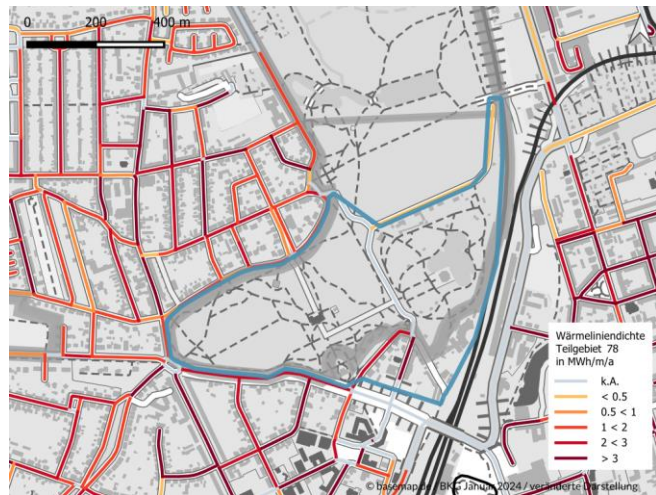 0 200 400 m
Wärmeliniendichte
Teilgebiet 78
in MWh/m/a
k.A.
< 0.5
0.5 < 1
1 < 2
2 < 3
> 3
© basemap.de / BKG Januar 2024 / veränderte Darstellung